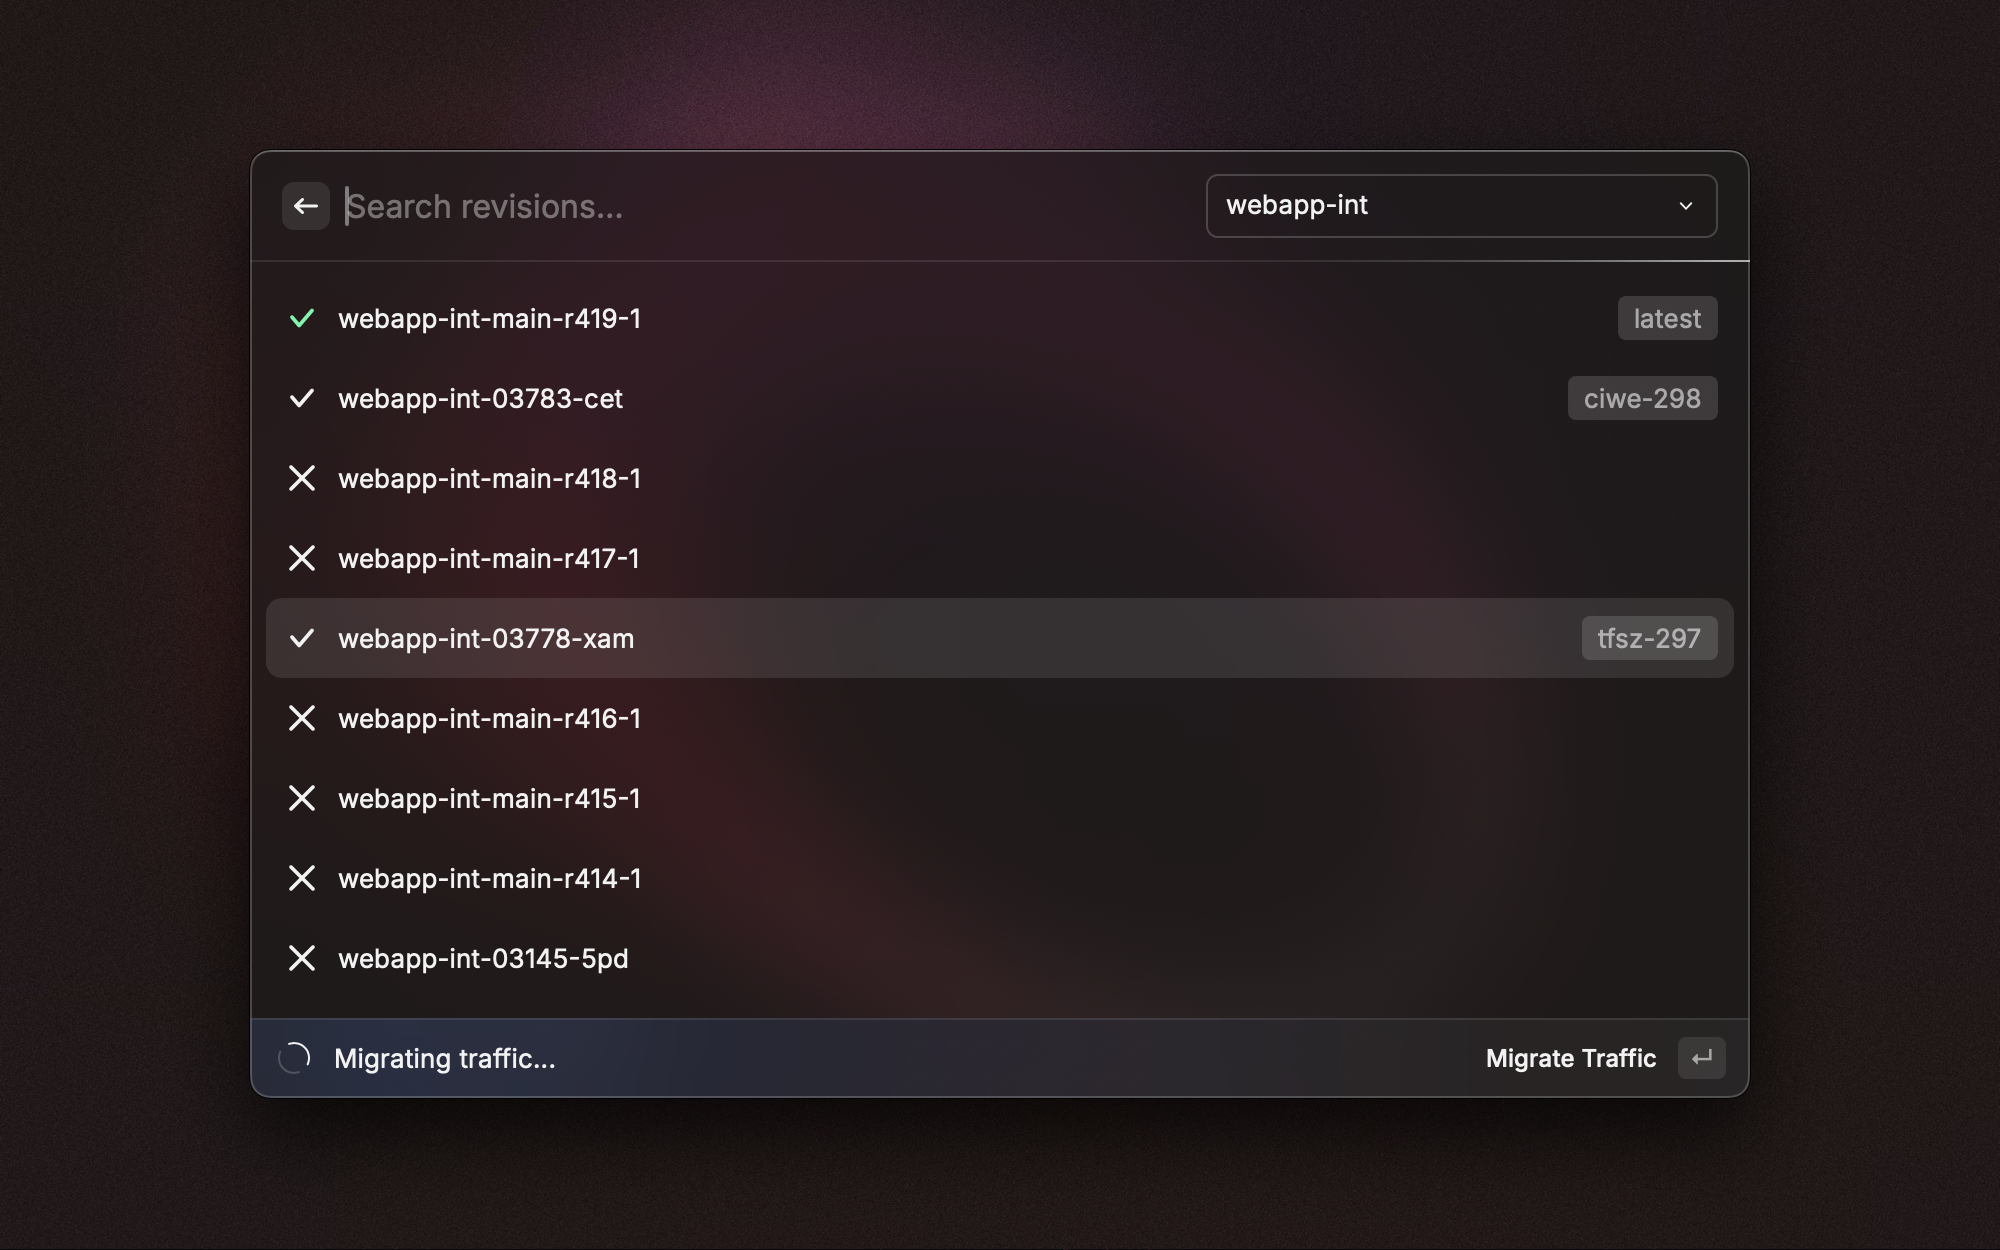 Search revisions...
webapp-int
webapp-int-main-r419-1
latest
webapp-int-03783-cet
ciwe-298
webapp-int-main-r418-1
webapp-int-main-r417-1
webapp-int-03778-xam
tfsz-297
webapp-int-main-r416-1
webapp-int-main-r415-1
webapp-int-main-r414-1
webapp-int-03145-5pd
Migrating traffic...
Migrate Traffic